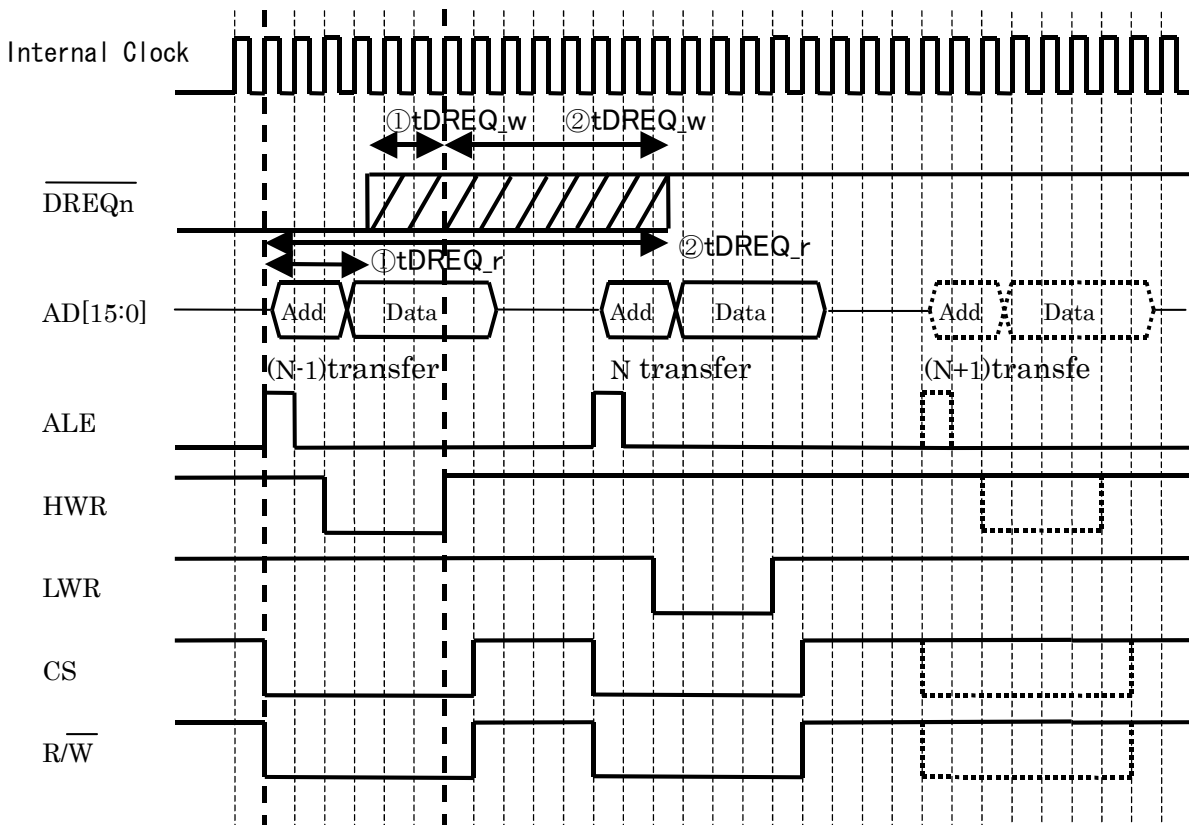 Internal Clock
①tDREQ_w ②tDREQ_w
DREQn
②tDREQ_r
①tDREQ_r
AD[15:0] Add Data Add Data Add Data
(N-1)transfer N transfer (N+1)transfe
ALE
HWR
LWR
CS
R/W